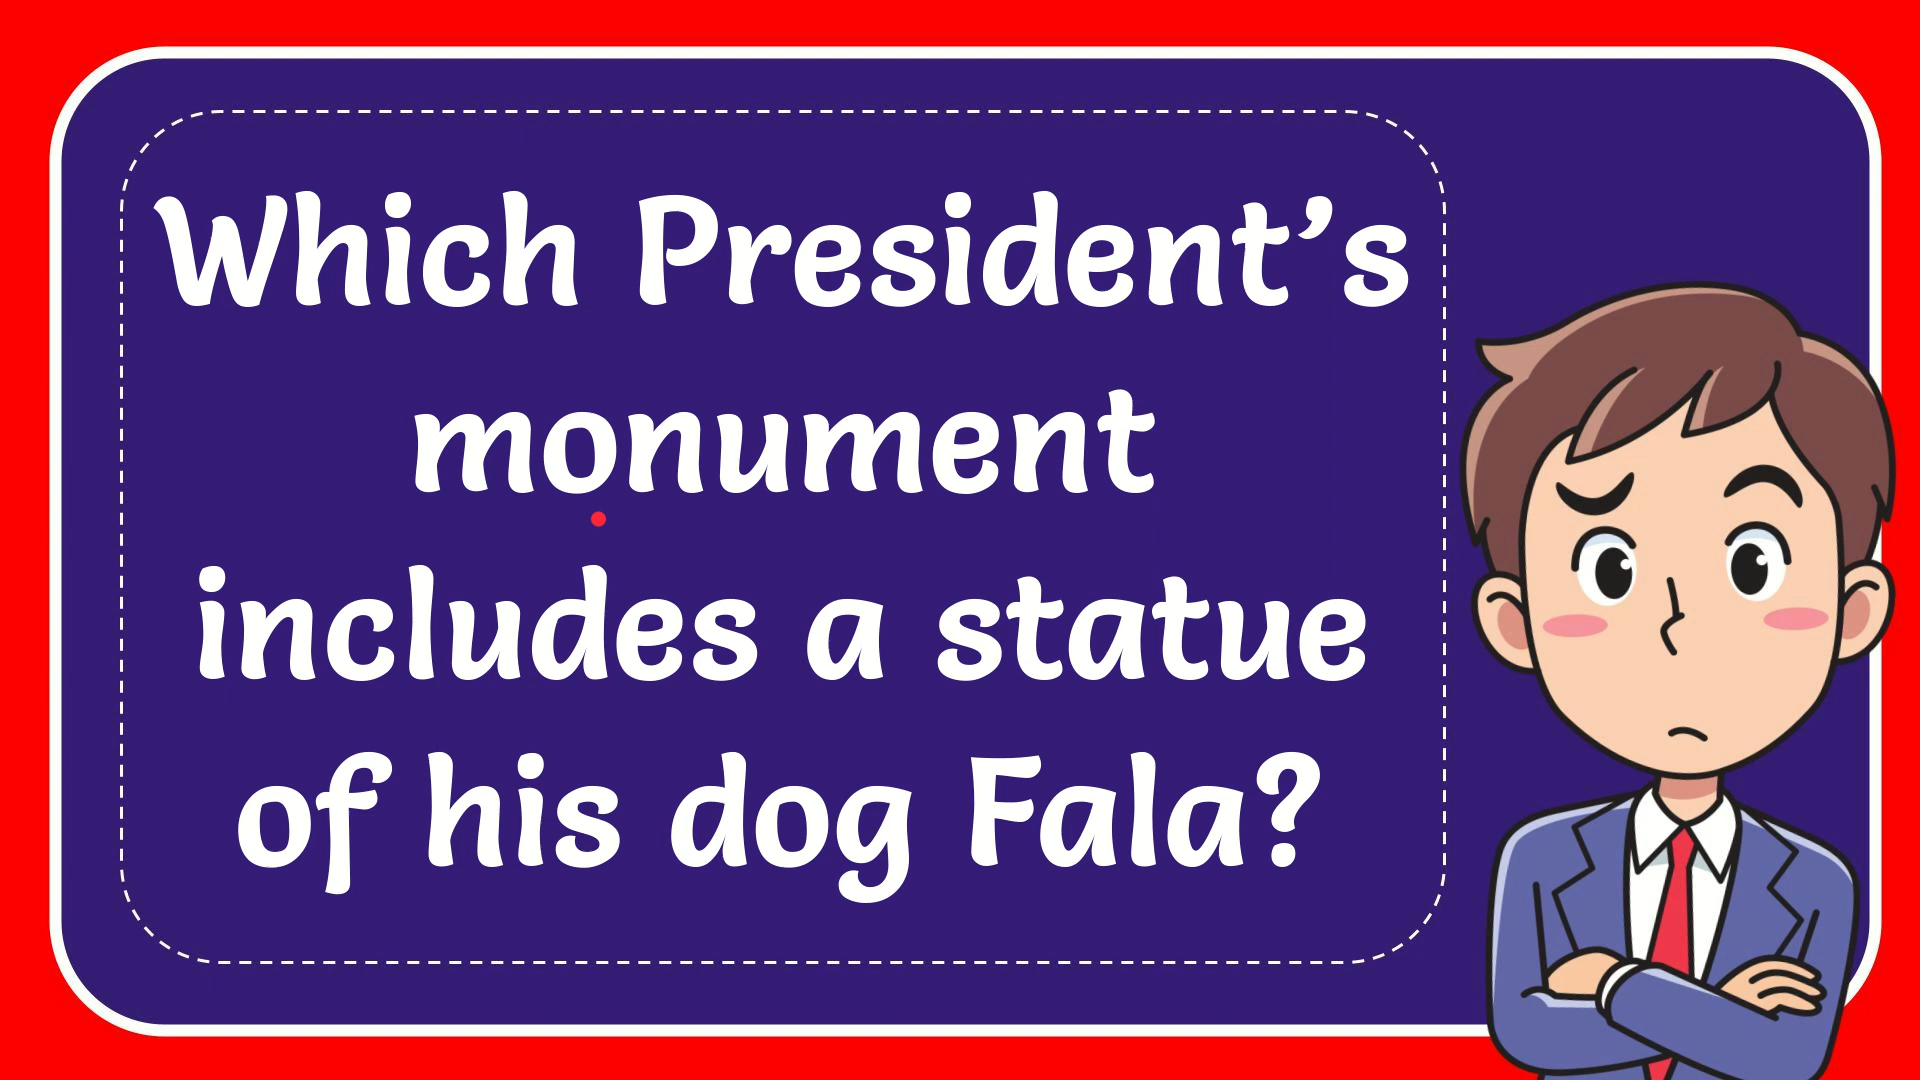 Which President’s
monument
includes a statue
of his dog Fala?